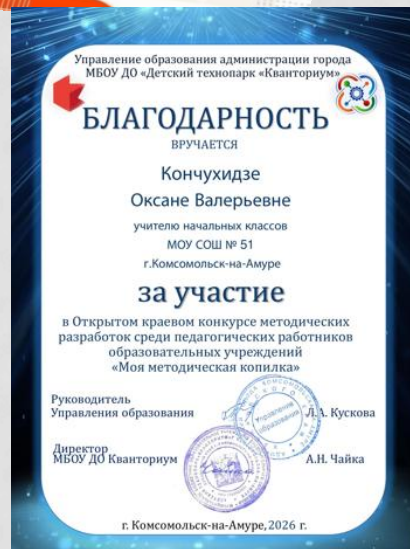 Управление образования администрации города
МБОУ ДО «Детский технопарк «Кванториум»
БЛАГОДАРНОСТЬ
ВРУЧАЕТСЯ
Кончухидзе
Оксане Валерьевне
учителю начальных классов
МОУ СОШ № 51
г.Комсомольск-на-Амуре
за участие
в Открытом краевом конкурсе методических
разработок среди педагогических работников
образовательных учреждений
«Моя методическая копилка»
Руководитель
Управления образования Л.А. Кускова
Управление
образования
Директор
МБОУ ДО Кванториум А.Н. Чайка
г. Комсомольск-на-Амуре, 2026 г.